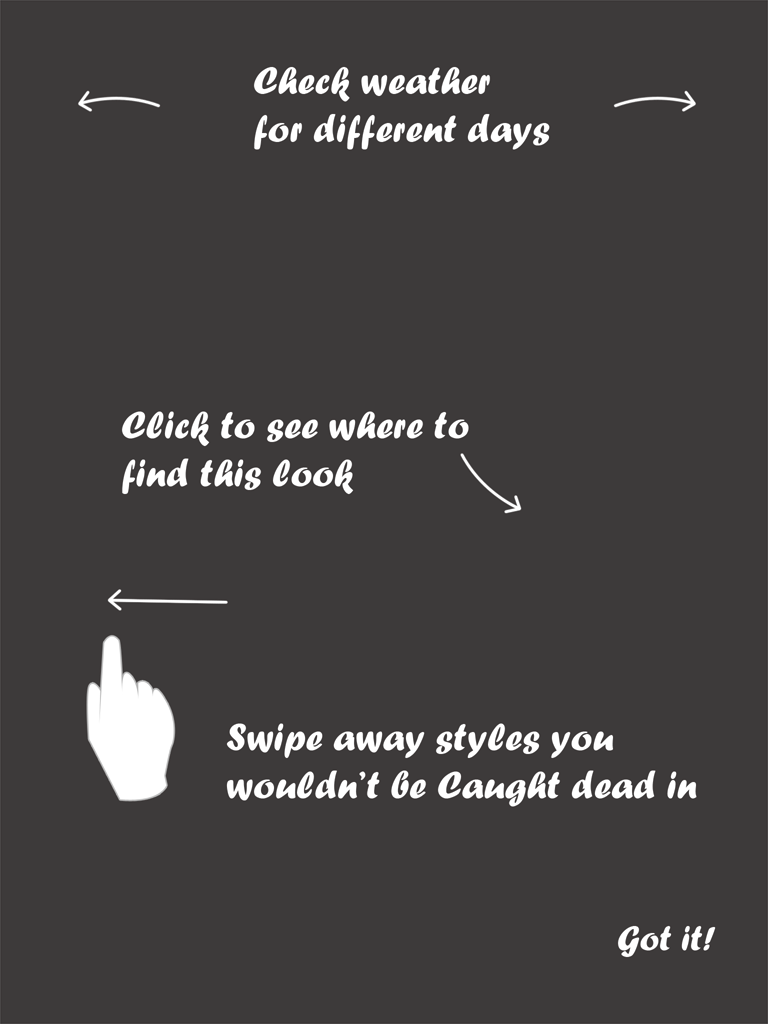 Check weather
for different days
Click to see where to
find this look
Swipe away styles you
wouldn't be Caught dead in
Got it!